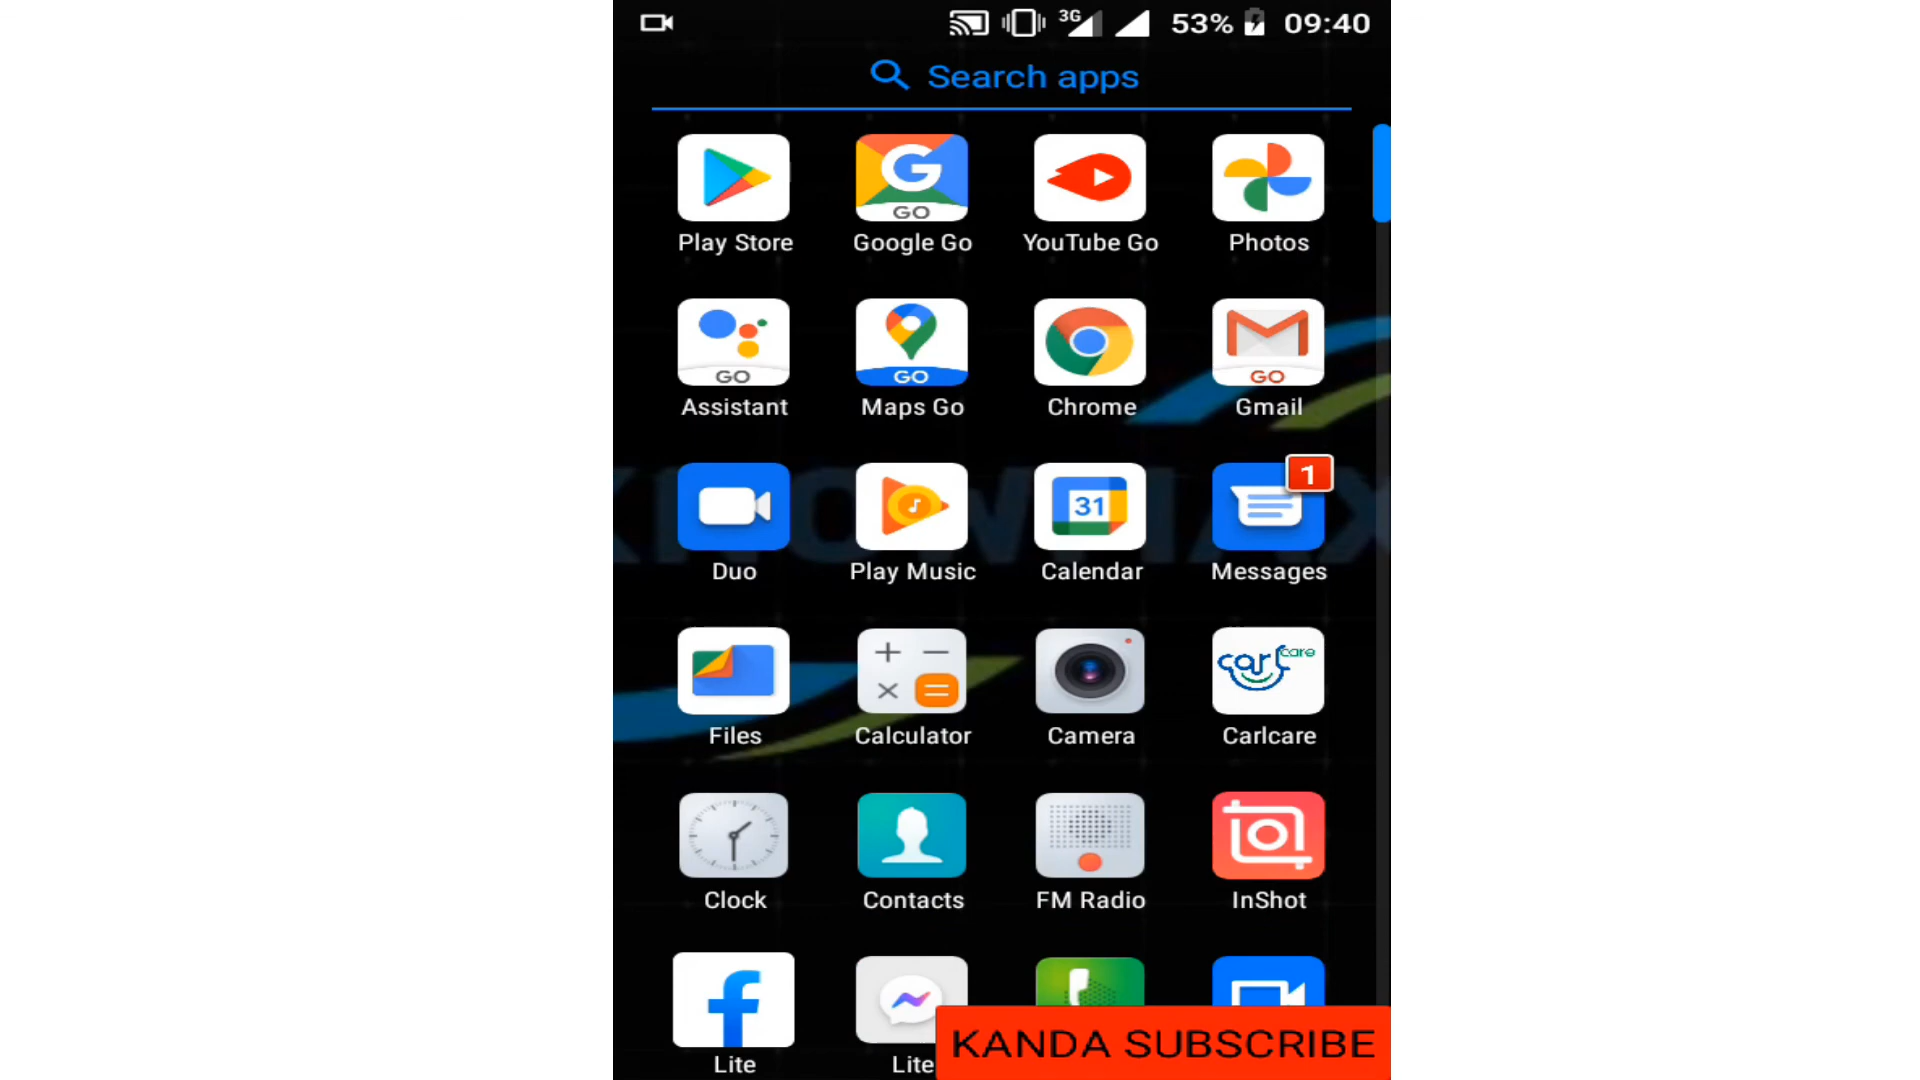 3G 53% 09:40
Search apps
GO
Play Store Google Go YouTube Go Photos
GO GO GO
Assistant Maps Go Chrome Gmail
31 1
Duo Play Music Calendar Messages
carl care
Files Calculator Camera Carlcare
Clock Contacts FM Radio InShot
Lite Lite
KANDA SUBSCRIBE